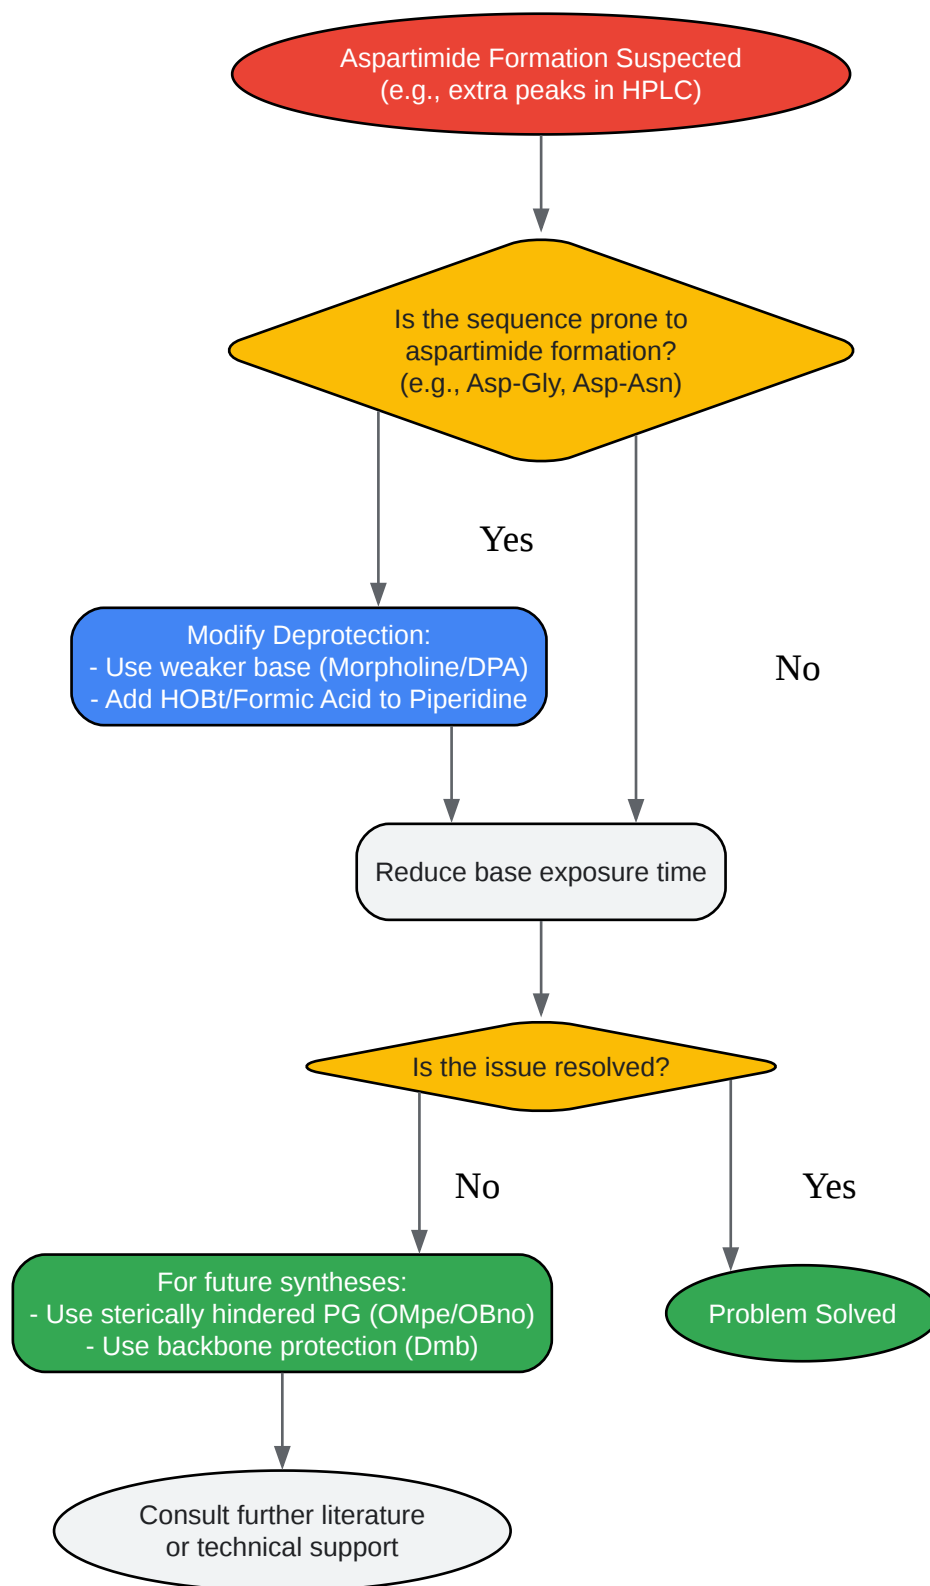 Aspartimide Formation Suspected
(e.g., extra peaks in HPLC)
Is the sequence prone to
aspartimide formation?
(e.g., Asp-Gly, Asp-Asn)
Yes
Modify Deprotection:
- Use weaker base (Morpholine/DPA)
- Add HOBt/Formic Acid to Piperidine
No
Reduce base exposure time
Is the issue resolved?
No
Yes
For future syntheses:
- Use sterically hindered PG (OMpe/OBno)
- Use backbone protection (Dmb)
Problem Solved
Consult further literature
or technical support